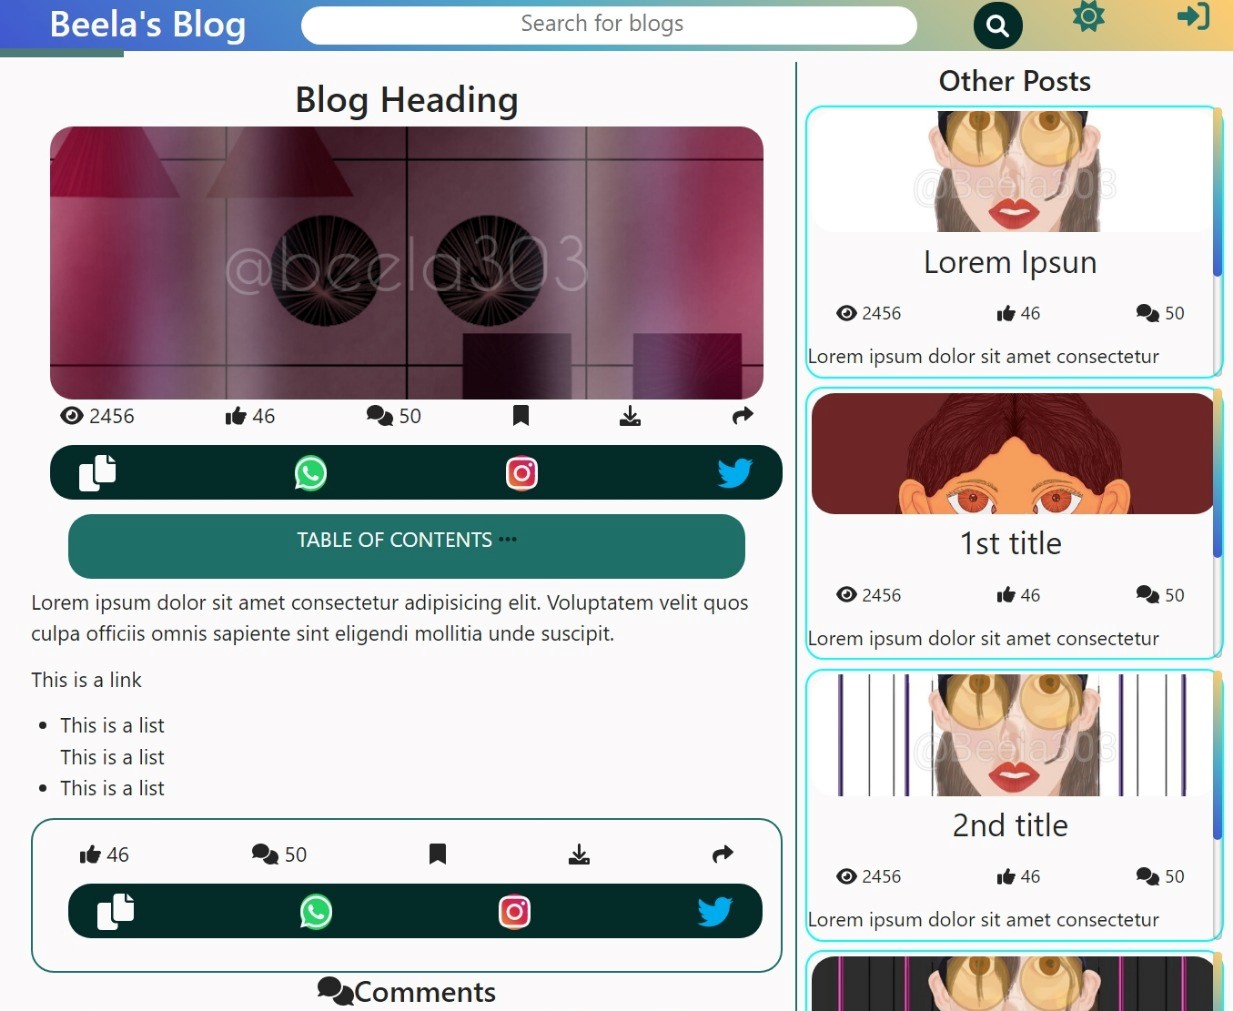 Beela's Blog
Search for blogs
Blog Heading
@beela303
2456 46 50
TABLE OF CONTENTS •••
Lorem ipsum dolor sit amet consectetur adipisicing elit. Voluptatem velit quos
culpa officiis omnis sapiente sint eligendi mollitia unde suscipit.
This is a link
• This is a list
This is a list
• This is a list
46 50
Comments
Other Posts
@Beela303
Lorem Ipsun
2456 46 50
Lorem ipsum dolor sit amet consectetur
1st title
2456 46 50
Lorem ipsum dolor sit amet consectetur
@Beela303
2nd title
2456 46 50
Lorem ipsum dolor sit amet consectetur